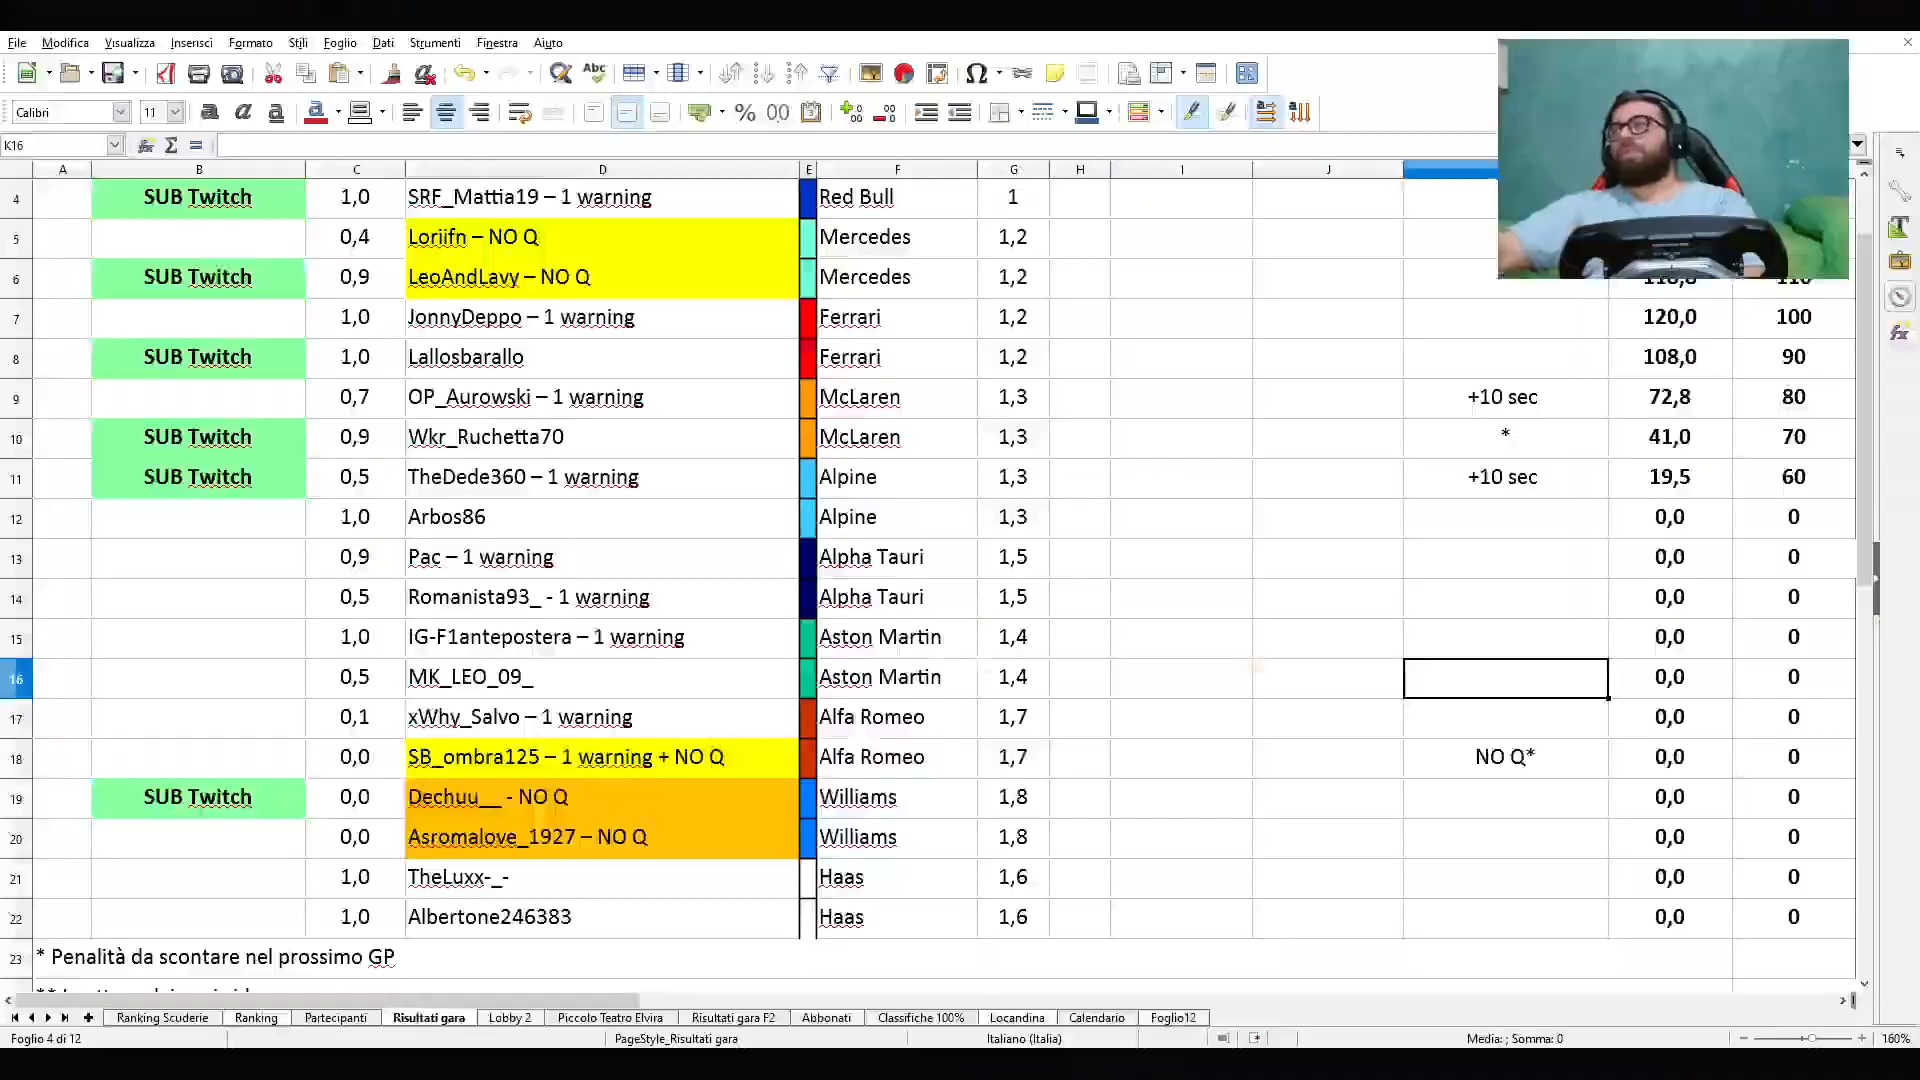 File Modifica Visualizza Inserisci Formato Stili Foglio Dati Strumenti Finestra Aiuto
Calibri 11
K16
A B C D E F G H I J
4 SUB Twitch 1,0 SRF_Mattia19 – 1 warning Red Bull 1
5 0,4 Loriifn – NO Q Mercedes 1,2
6 SUB Twitch 0,9 LeoAndLavy – NO Q Mercedes 1,2
7 1,0 JonnyDeppo – 1 warning Ferrari 1,2 120,0 100
8 SUB Twitch 1,0 Lallosbarallo Ferrari 1,2 108,0 90
9 0,7 OP_Aurowski – 1 warning McLaren 1,3 +10 sec 72,8 80
10 SUB Twitch 0,9 Wkr_Ruchetta70 McLaren 1,3 * 41,0 70
11 SUB Twitch 0,5 TheDede360 – 1 warning Alpine 1,3 +10 sec 19,5 60
12 1,0 Arbos86 Alpine 1,3 0,0 0
13 0,9 Pac – 1 warning Alpha Tauri 1,5 0,0 0
14 0,5 Romanista93_ - 1 warning Alpha Tauri 1,5 0,0 0
15 1,0 IG-F1antepostera – 1 warning Aston Martin 1,4 0,0 0
16 0,5 MK_LEO_09_ Aston Martin 1,4 0,0 0
17 0,1 xWhy_Salvo – 1 warning Alfa Romeo 1,7 0,0 0
18 0,0 SB_ombra125 – 1 warning + NO Q Alfa Romeo 1,7 NO Q* 0,0 0
19 SUB Twitch 0,0 Dechuu__ - NO Q Williams 1,8 0,0 0
20 0,0 Asromalove_1927 – NO Q Williams 1,8 0,0 0
21 1,0 TheLuxx-_- Haas 1,6 0,0 0
22 1,0 Albertone246383 Haas 1,6 0,0 0
23 * Penalità da scontare nel prossimo GP
Ranking Scuderie Ranking Partecipanti Risultati gara Lobby 2 Piccolo Teatro Elvira Risultati gara F2 Abbonati Classifiche 100% Locandina Calendario Foglio12
Foglio 4 di 12 PageStyle_Risultati gara Italiano (Italia) Media: ; Somma: 0 160%